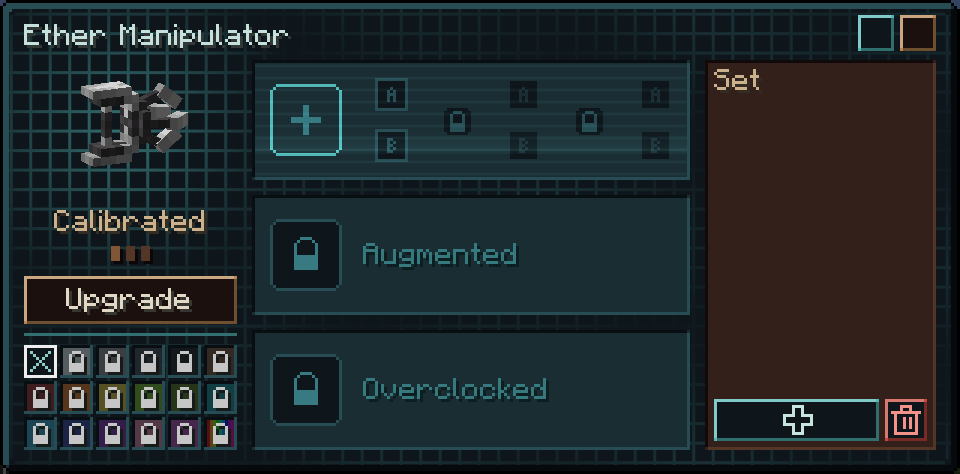 Ether Manipulator
Set
A A A
B B B
Calibrated
Augmented
Upgrade
Overclocked